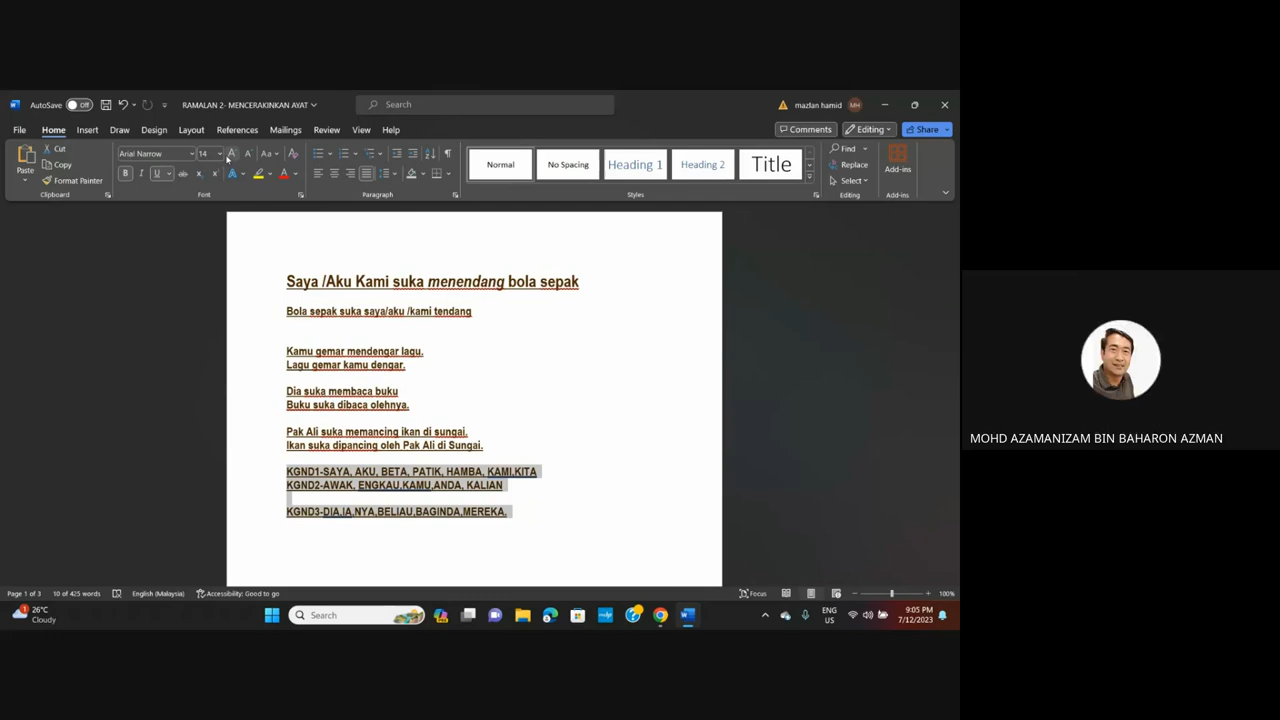 AutoSave Off RAMALAN 2- MENCERAKINKAN AYAT Search mazlan hamid MH
File Home Insert Draw Design Layout References Mailings Review View Help Comments Editing Share
Paste
Cut
Copy
Format Painter
Clipboard
Arial Narrow 14
Font
Paragraph
Normal No Spacing Heading 1 Heading 2 Title
Styles
Find
Replace
Select
Editing
Add-ins
Add-ins
Saya /Aku Kami suka menendang bola sepak
Bola sepak suka saya/aku /kami tendang
Kamu gemar mendengar lagu.
Lagu gemar kamu dengar.
Dia suka membaca buku
Buku suka dibaca olehnya.
Pak Ali suka memancing ikan di sungai.
Ikan suka dipancing oleh Pak Ali di Sungai.
KGND1-SAYA, AKU, BETA, PATIK, HAMBA, KAMI,KITA
KGND2-AWAK, ENGKAU,KAMU,ANDA, KALIAN
KGND3-DIA,IA,NYA,BELIAU,BAGINDA,MEREKA,
MOHD AZAMANIZAM BIN BAHARON AZMAN
Page 1 of 3 10 of 425 words English (Malaysia) Accessibility: Good to go Focus 100%
1 26°C
Cloudy
Search
ENG
US
9:05 PM
7/12/2023